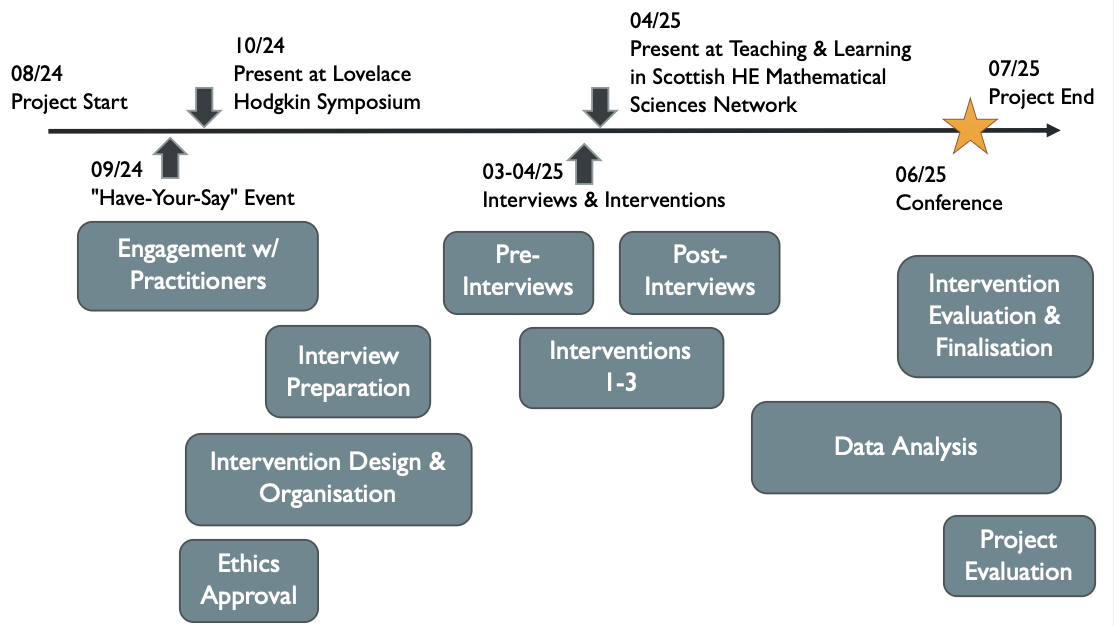 08/24
Project Start
10/24
Present at Lovelace
Hodgkin Symposium
04/25
Present at Teaching & Learning
in Scottish HE Mathematical
Sciences Network
07/25
Project End
09/24
"Have-Your-Say" Event
03-04/25
Interviews & Interventions
06/25
Conference
Engagement w/
Practitioners
Pre-
Interviews
Post-
Interviews
Intervention
Evaluation &
Finalisation
Interview
Preparation
Interventions
1-3
Data Analysis
Intervention Design &
Organisation
Ethics
Approval
Project
Evaluation